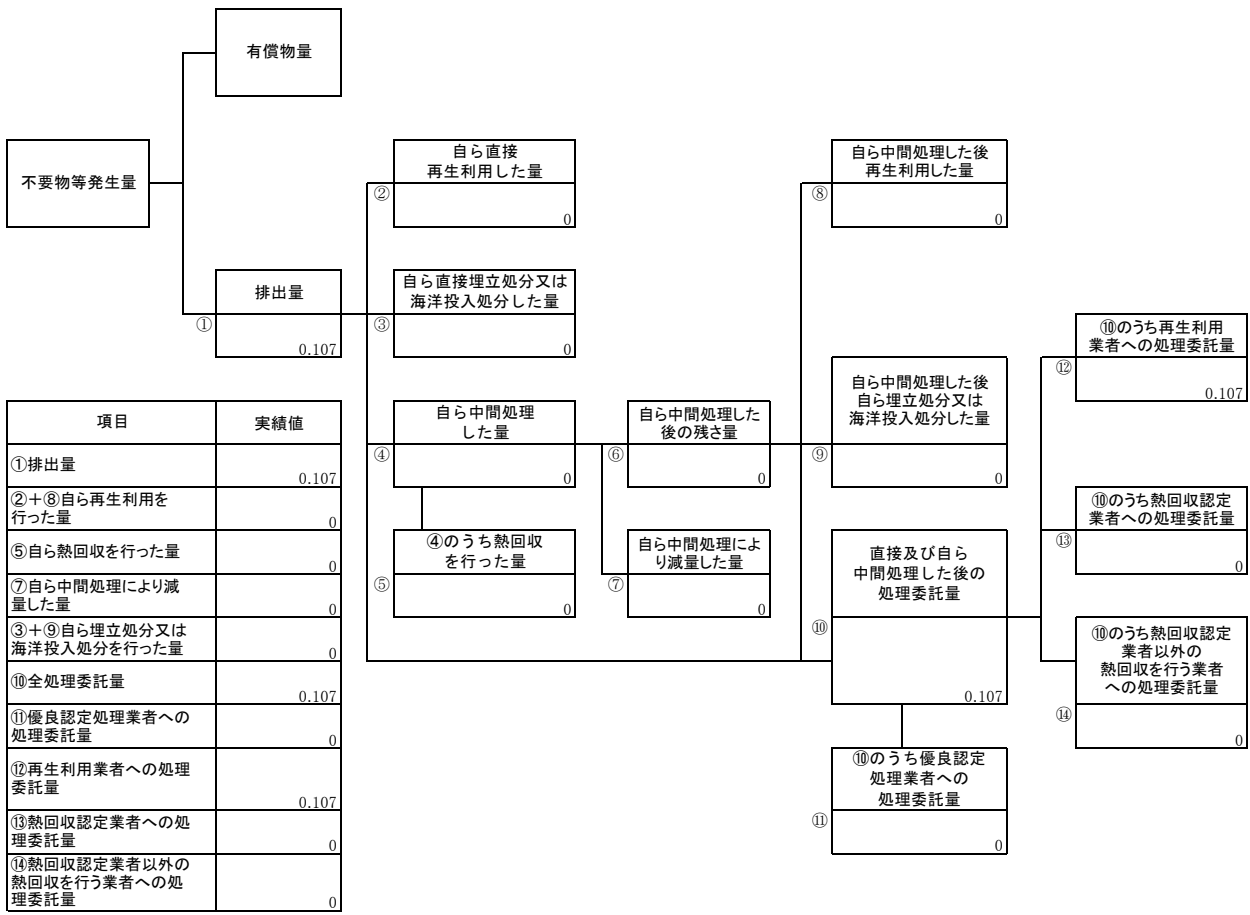 有償物量
不要物等発生量
排出量
①
0.107
自ら直接
再生利用した量
②
0
自ら直接埋立処分又は
海洋投入処分した量
③
0
自ら中間処理
した量
④
0
④のうち熱回収
を行った量
⑤
0
自ら中間処理した
後の残さ量
⑥
0
自ら中間処理によ
り減量した量
⑦
0
自ら中間処理した後
再生利用した量
⑧
0
自ら中間処理した後
自ら埋立処分又は
海洋投入処分した量
⑨
0
直接及び自ら
中間処理した後の
処理委託量
⑩
0.107
⑩のうち優良認定
処理業者への
処理委託量
⑪
0
⑩のうち再生利用
業者への処理委託量
⑫
0.107
⑩のうち熱回収認定
業者への処理委託量
⑬
0
⑩のうち熱回収認定
業者以外の
熱回収を行う業者
への処理委託量
⑭
0
項目 実績値
①排出量
0.107
②+⑧自ら再生利用を
行った量
0
⑤自ら熱回収を行った量
0
⑦自ら中間処理により減
量した量
0
③+⑨自ら埋立処分又は
海洋投入処分を行った量
0
⑩全処理委託量
0.107
⑪優良認定処理業者への
処理委託量
0
⑫再生利用業者への処理
委託量
0.107
⑬熱回収認定業者への処
理委託量
0
⑭熱回収認定業者以外の
熱回収を行う業者への処
理委託量
0